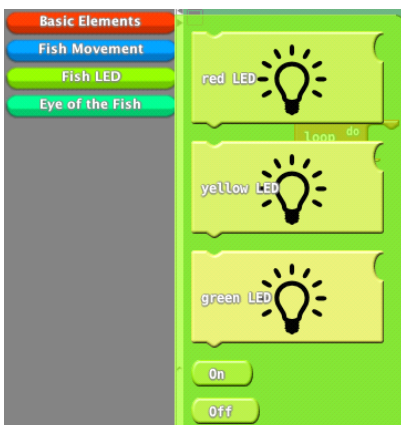 Basic Elements
Fish Movement
Fish LED
Eye of the Fish
red LED
loop do
yellow LED
green LED
On
Off